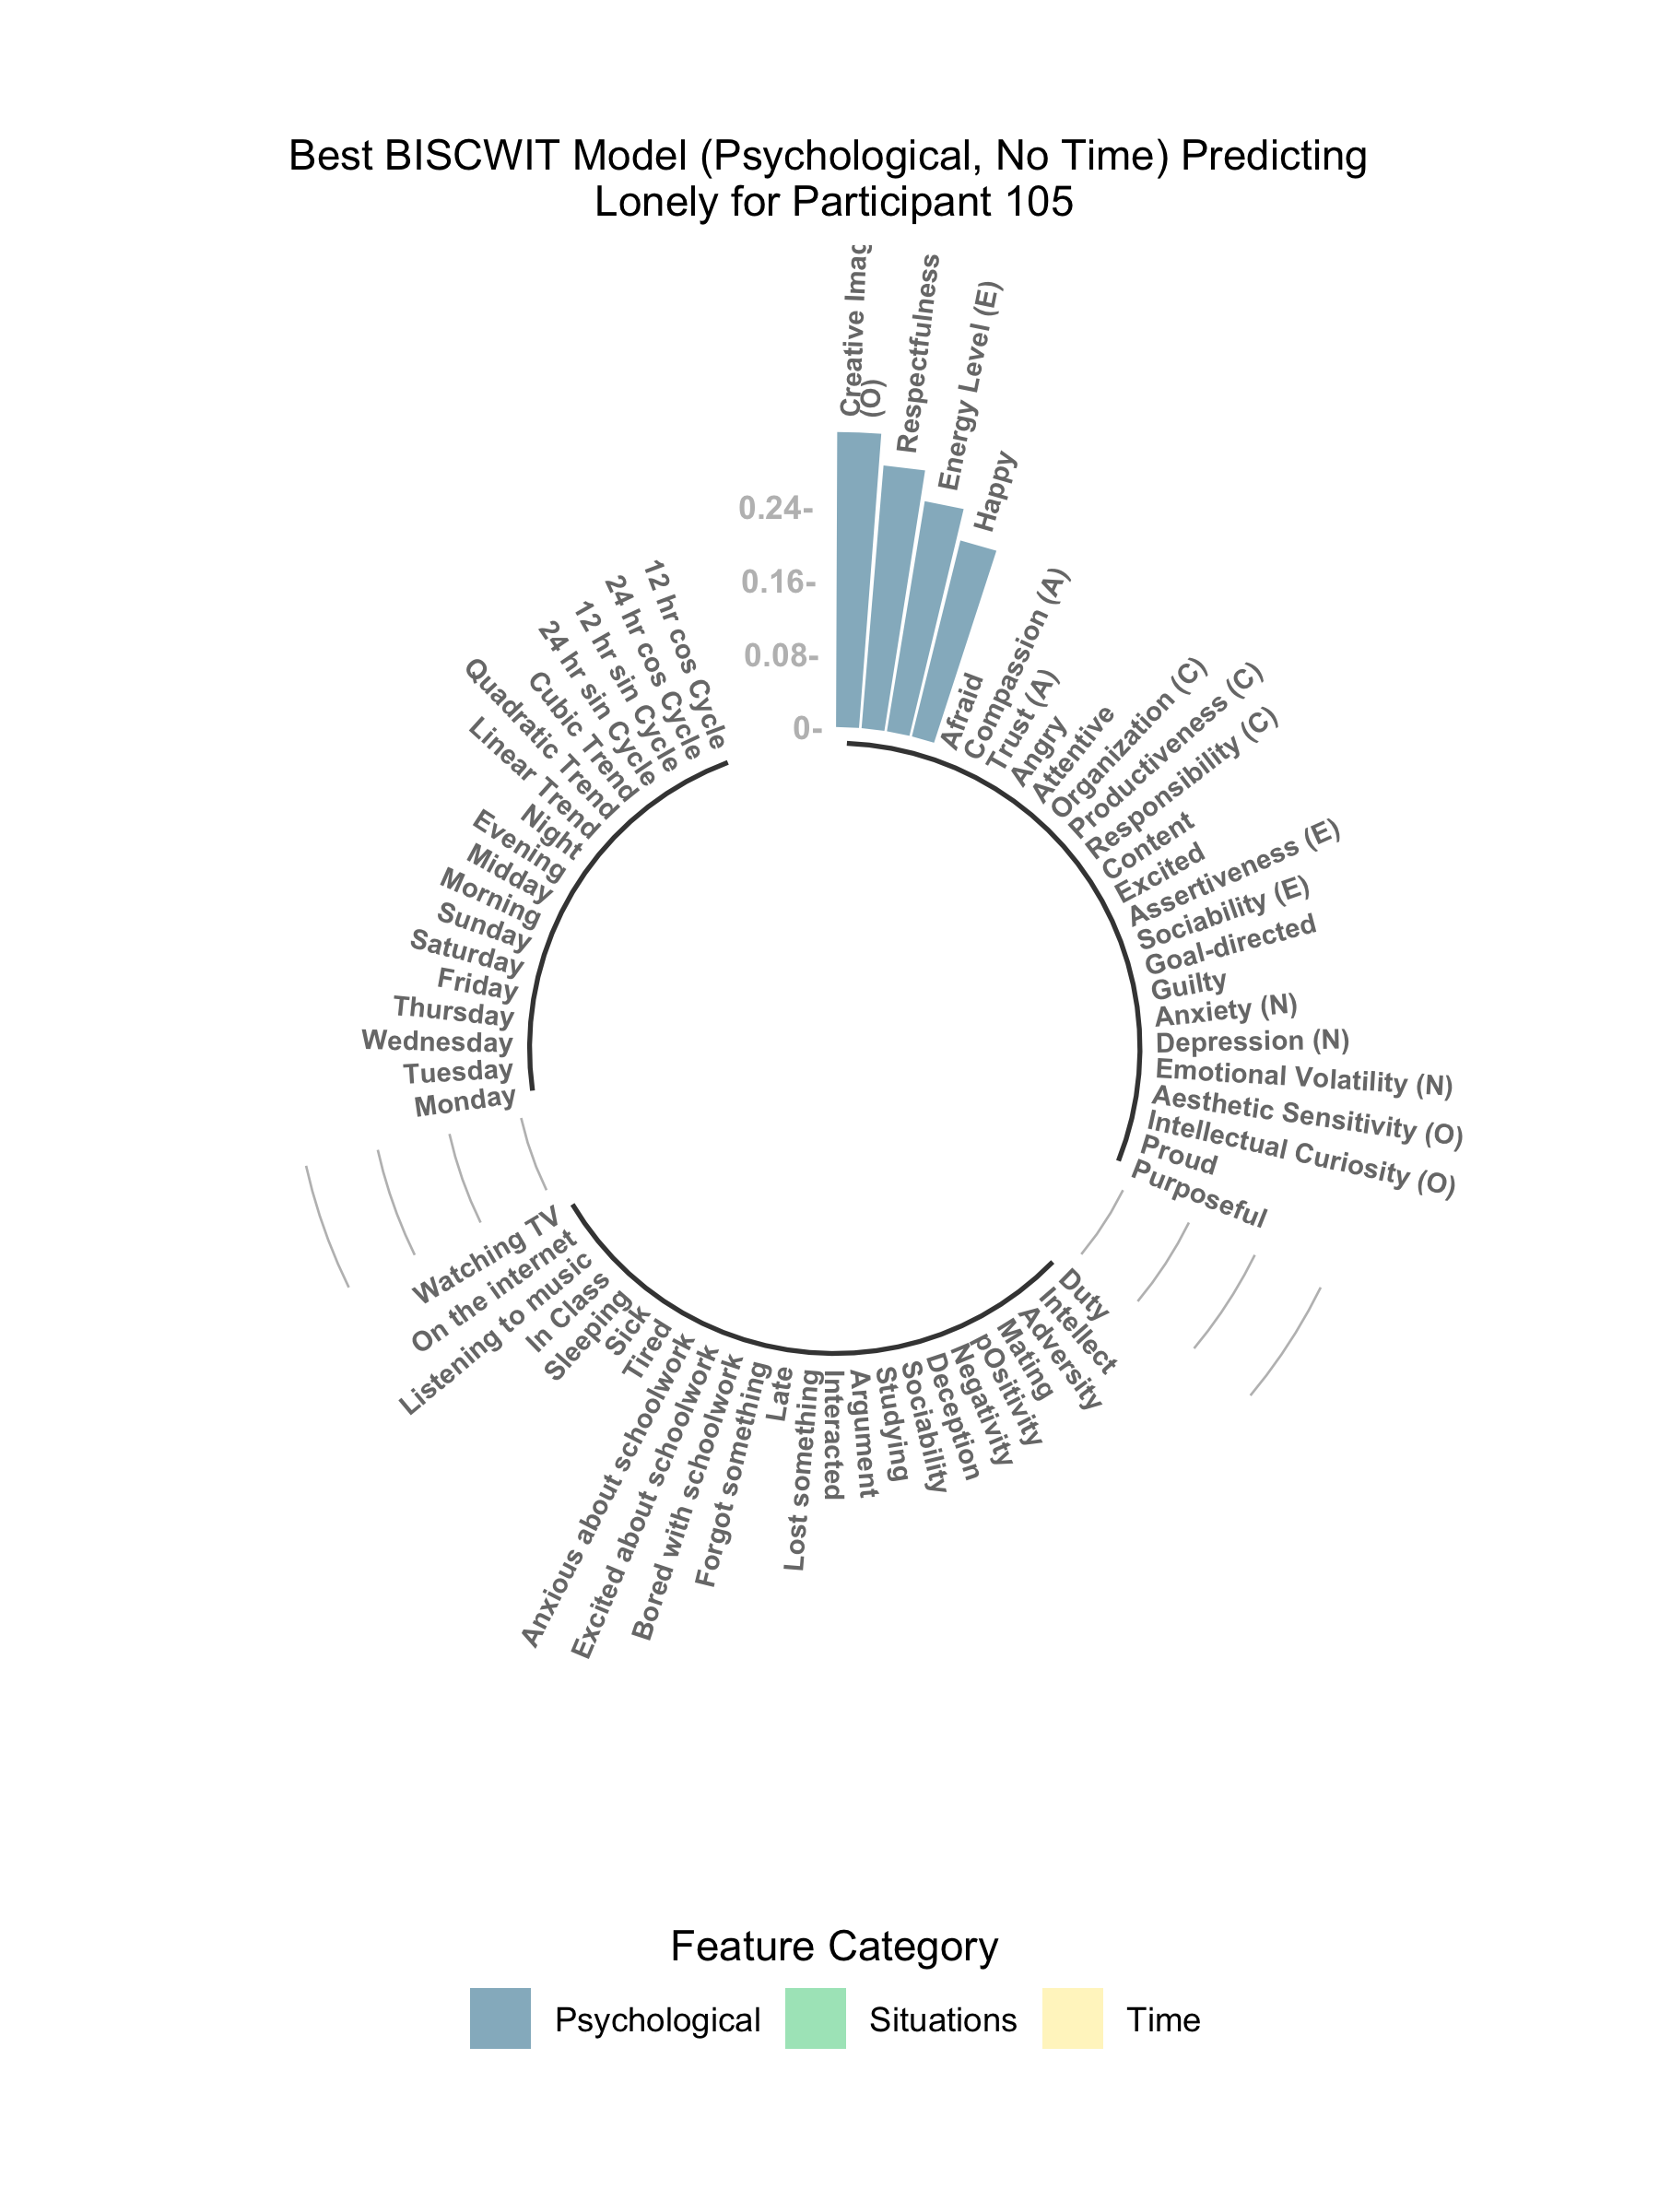 Best BISCWIT Model (Psychological, No Time) Predicting
Lonely for Participant 105
Creative Imag
(O)
Respectfulness
Energy Level (E)
Happy
Afraid
Compassion (A)
Trust (A)
Angry
Attentive
Organization (C)
Productiveness (C)
Responsibility (C)
Content
Excited
Assertiveness (E)
Sociability (E)
Goal-directed
Guilty
Anxiety (N)
Depression (N)
Emotional Volatility (N)
Aesthetic Sensitivity (O)
Intellectual Curiosity (O)
Proud
Purposeful
Duty
Intellect
Adversity
Mating
pOsitivity
Negativity
Deception
Sociability
Studying
Argument
Interacted
Lost something
Late
Forgot something
Bored with schoolwork
Excited about schoolwork
Anxious about schoolwork
Tired
Sick
Sleeping
In Class
Listening to music
On the internet
Watching TV
Monday
Tuesday
Wednesday
Thursday
Friday
Saturday
Sunday
Morning
Midday
Evening
Night
Linear Trend
Quadratic Trend
Cubic Trend
24 hr sin Cycle
12 hr sin Cycle
24 hr cos Cycle
12 hr cos Cycle
0.24-
0.16-
0.08-
0-
Feature Category
Psychological
Situations
Time